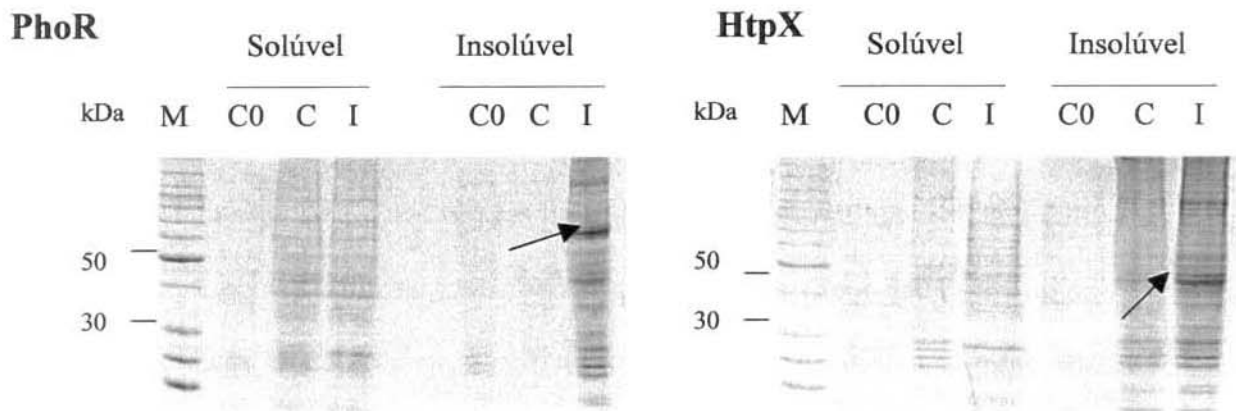 PhoR
Solúvel Insolúvel
kDa M C0 C I C0 C I
50
30
HtpX
Solúvel Insolúvel
kDa M C0 C I C0 C I
50
30